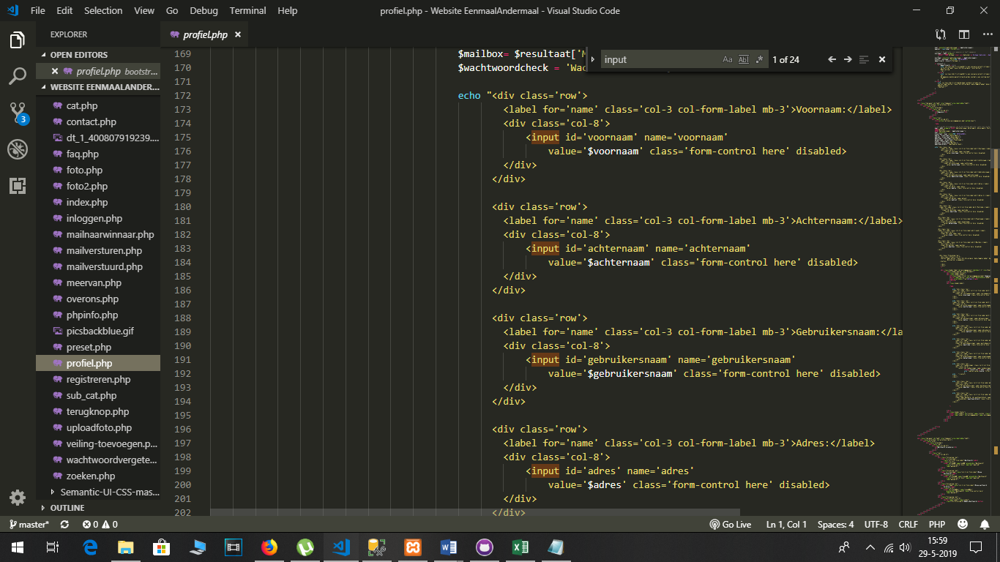 File Edit Selection View Go Debug Terminal Help
profiel.php - Website EenmaalAndermaal - Visual Studio Code
EXPLORER
OPEN EDITORS
profiel.php bootstr...
WEBSITE EENMAALANDER...
cat.php
contact.php
dt_1_400807919239....
faq.php
foto.php
foto2.php
index.php
inloggen.php
mailnaarwinnaar.php
mailversturen.php
mailverstuurd.php
meervan.php
overons.php
phpinfo.php
picsbackblue.gif
preset.php
profiel.php
registreren.php
sub_cat.php
terugknop.php
uploadfoto.php
veiling-toevoegen.p...
wachtwoordvergete...
zoeken.php
Semantic-UI-CSS-mas...
OUTLINE
3
profiel.php
input
Aa Abl .*
1 of 24
169 $mailbox= $resultaat['M
170 $wachtwoordcheck = 'Wac
171
172 echo "<div class='row'>
173 <label for='name' class='col-3 col-form-label mb-3'>Voornaam:</label>
174 <div class='col-8'>
175 <input id='voornaam' name='voornaam'
176 value='$voornaam' class='form-control here' disabled>
177 </div>
178 </div>
179
180 <div class='row'>
181 <label for='name' class='col-3 col-form-label mb-3'>Achternaam:</label>
182 <div class='col-8'>
183 <input id='achternaam' name='achternaam'
184 value='$achternaam' class='form-control here' disabled>
185 </div>
186 </div>
187
188 <div class='row'>
189 <label for='name' class='col-3 col-form-label mb-3'>Gebruikersnaam:</la
190 <div class='col-8'>
191 <input id='gebruikersnaam' name='gebruikersnaam'
192 value='$gebruikersnaam' class='form-control here' disabled>
193 </div>
194 </div>
195
196 <div class='row'>
197 <label for='name' class='col-3 col-form-label mb-3'>Adres:</label>
198 <div class='col-8'>
199 <input id='adres' name='adres'
200 value='$adres' class='form-control here' disabled>
201 </div>
202 </div>
master* 0 0
Go Live Ln 1, Col 1 Spaces: 4 UTF-8 CRLF PHP
15:59
29-5-2019